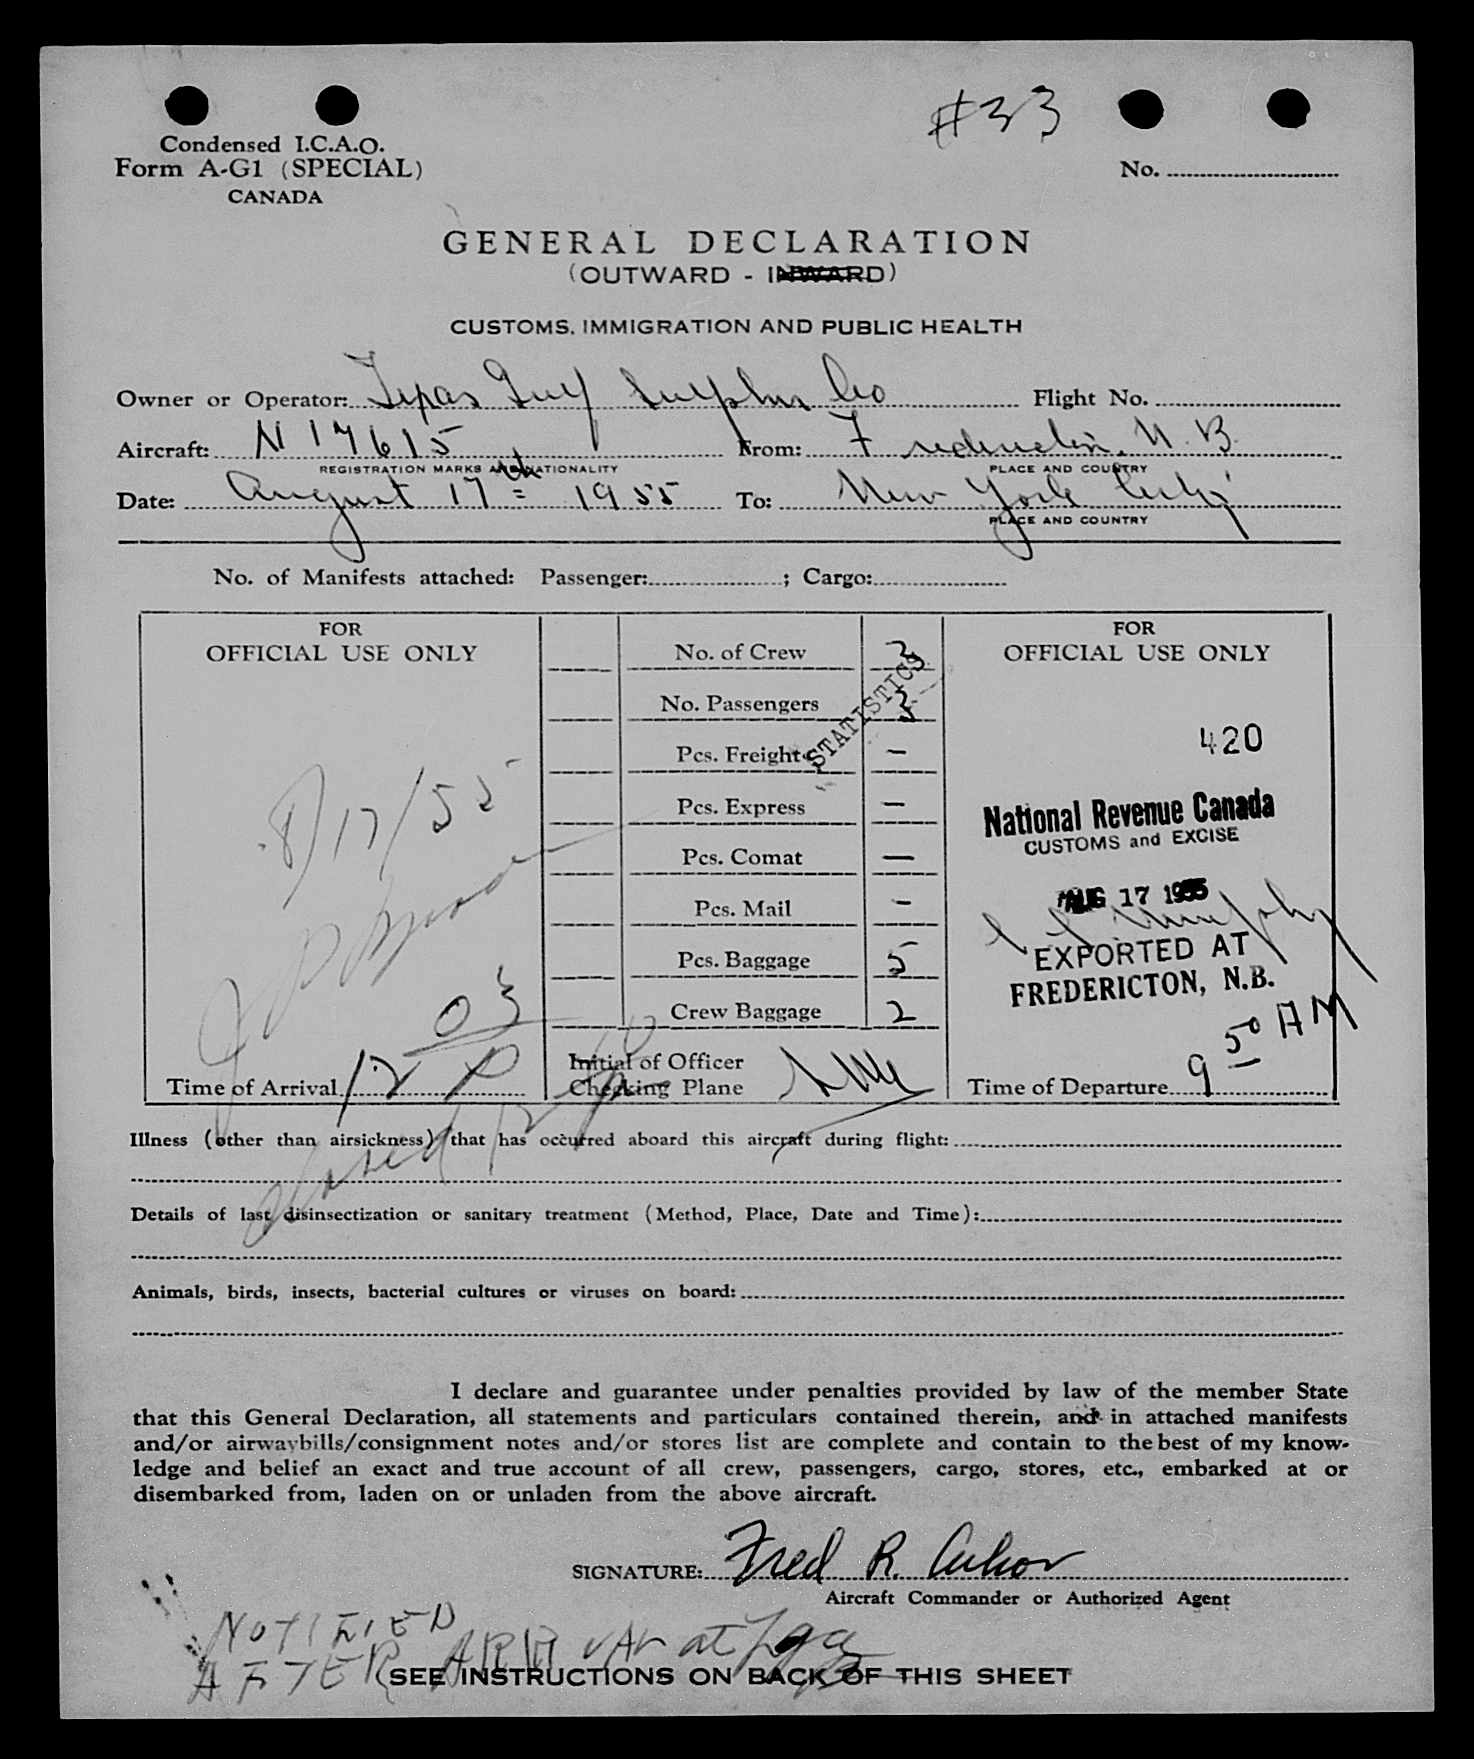 #33
Condensed I.C.A.O.
Form A-G1 (SPECIAL)
CANADA
No.
GENERAL DECLARATION
(OUTWARD - INWARD)
CUSTOMS, IMMIGRATION AND PUBLIC HEALTH
Owner or Operator: Texas Gulf Sulphur Co Flight No.
Aircraft: N17615 From: Fredericton, N.B.
REGISTRATION MARKS AND NATIONALITY PLACE AND COUNTRY
Date: August 17th 1955 To: New York City
PLACE AND COUNTRY
No. of Manifests attached: Passenger: ; Cargo:
FOR
OFFICIAL USE ONLY
8/17/55
03
Time of Arrival 12 P
No. of Crew 3
No. Passengers 3
STATISTICS
Pcs. Freight -
Pcs. Express -
Pcs. Comat -
Pcs. Mail -
Pcs. Baggage 5
Crew Baggage 2
Initial of Officer
Checking Plane
FOR
OFFICIAL USE ONLY
420
National Revenue Canada
CUSTOMS and EXCISE
AUG 17 1955
Murphy
EXPORTED AT
FREDERICTON, N.B.
Time of Departure 9 50 AM
Illness (other than airsickness) that has occurred aboard this aircraft during flight:
Details of last disinsectization or sanitary treatment (Method, Place, Date and Time):
Animals, birds, insects, bacterial cultures or viruses on board:
I declare and guarantee under penalties provided by law of the member State
that this General Declaration, all statements and particulars contained therein, and in attached manifests
and/or airwaybills/consignment notes and/or stores list are complete and contain to the best of my know-
ledge and belief an exact and true account of all crew, passengers, cargo, stores, etc., embarked at or
disembarked from, laden on or unladen from the above aircraft.
SIGNATURE: Fred R.
Aircraft Commander or Authorized Agent
NOTIFIED
AFTER at Lga
(SEE INSTRUCTIONS ON BACK OF THIS SHEET